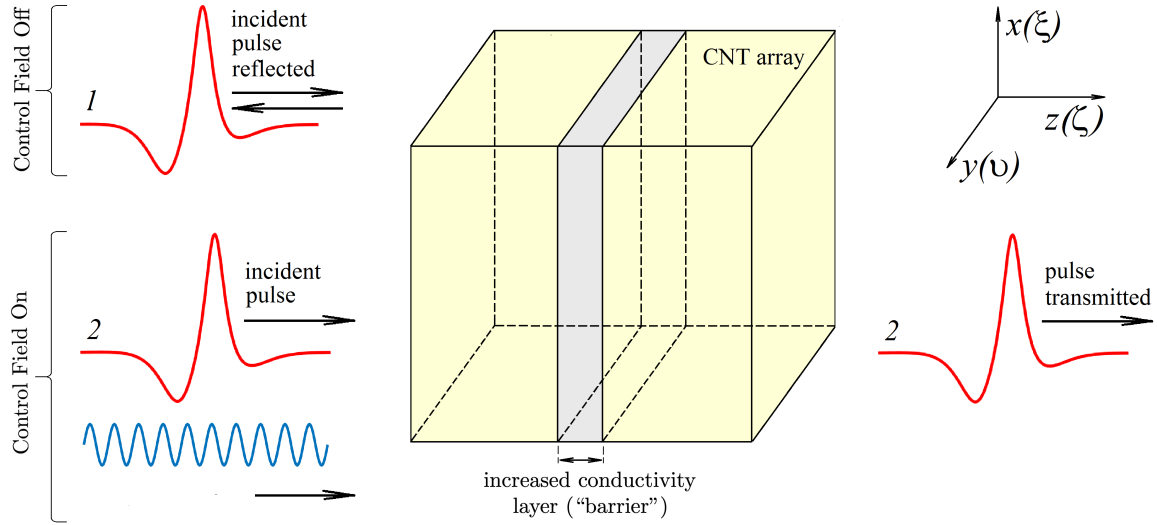 Control Field Off
1
incident
pulse
reflected
CNT array
x(ξ)
z(ζ)
y(υ)
Control Field On
2
incident
pulse
2
pulse
transmitted
increased conductivity
layer (“barrier”)